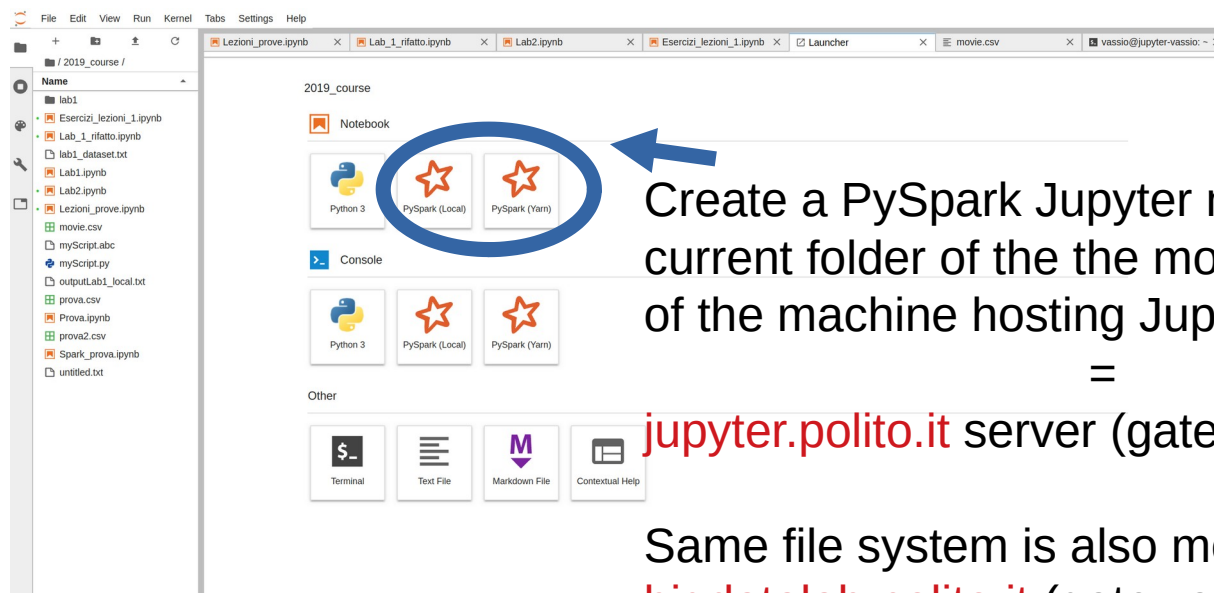 File Edit View Run Kernel Tabs Settings Help
Lezioni_prove.ipynb Lab_1_rifatto.ipynb Lab2.ipynb Esercizi_lezioni_1.ipynb Launcher movie.csv vassio@jupyter-vassio: ~
/ 2019_course /
Name
lab1
Esercizi_lezioni_1.ipynb
Lab_1_rifatto.ipynb
lab1_dataset.txt
Lab1.ipynb
Lab2.ipynb
Lezioni_prove.ipynb
movie.csv
myScript.abc
myScript.py
outputLab1_local.txt
prova.csv
Prova.ipynb
prova2.csv
Spark_prova.ipynb
untitled.txt
2019_course
Notebook
Python 3 PySpark (Local) PySpark (Yarn)
Console
Python 3 PySpark (Local) PySpark (Yarn)
Other
$_ M
Terminal Text File Markdown File Contextual Help
Create a PySpark Jupyter
current folder of the the mo
of the machine hosting Jup
=
jupyter.polito.it server (gate
Same file system is also